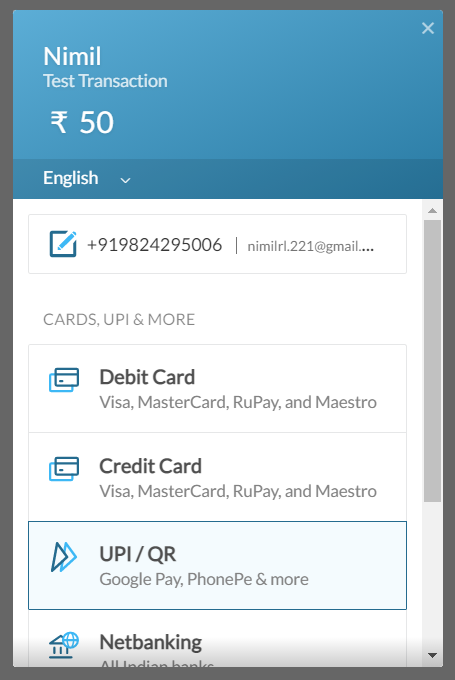 Nimil
Test Transaction
₹ 50
English
+919824295006 | nimilrl.221@gmail....
CARDS, UPI & MORE
Debit Card
Visa, MasterCard, RuPay, and Maestro
Credit Card
Visa, MasterCard, RuPay, and Maestro
UPI / QR
Google Pay, PhonePe & more
Netbanking
All Indian banks